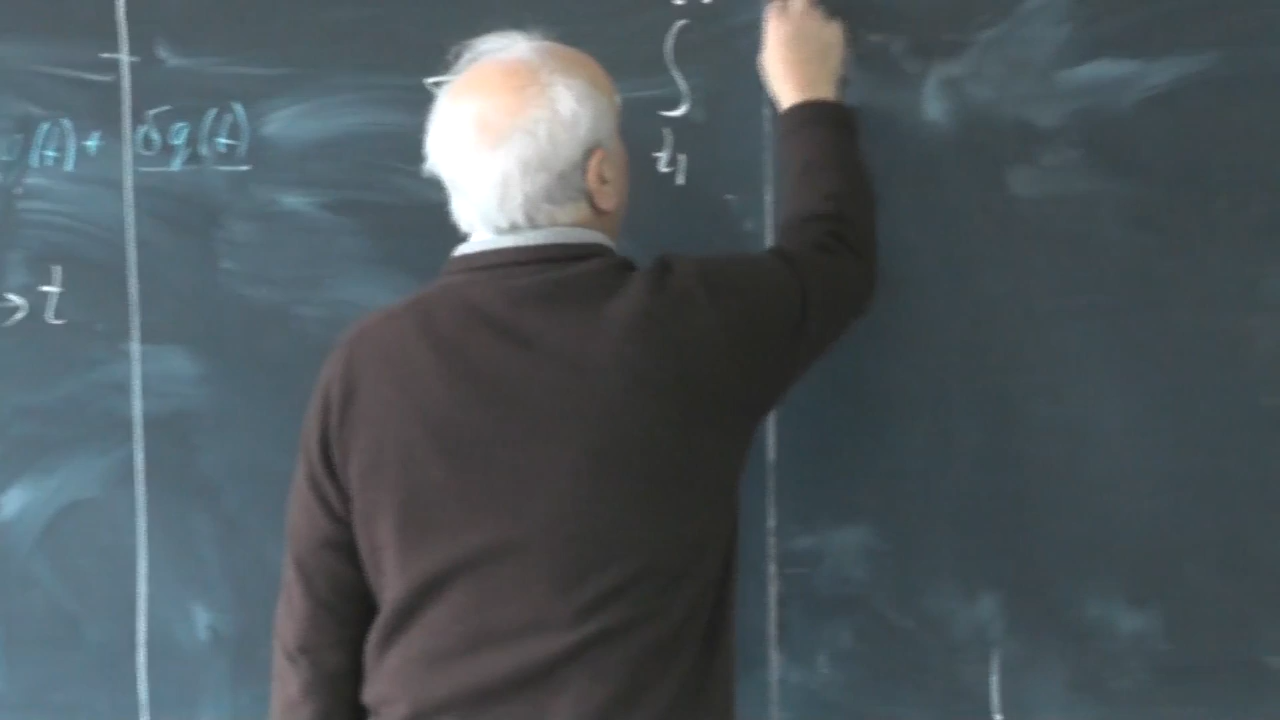 q(t) + δq(t)
∫
t₁
→ t